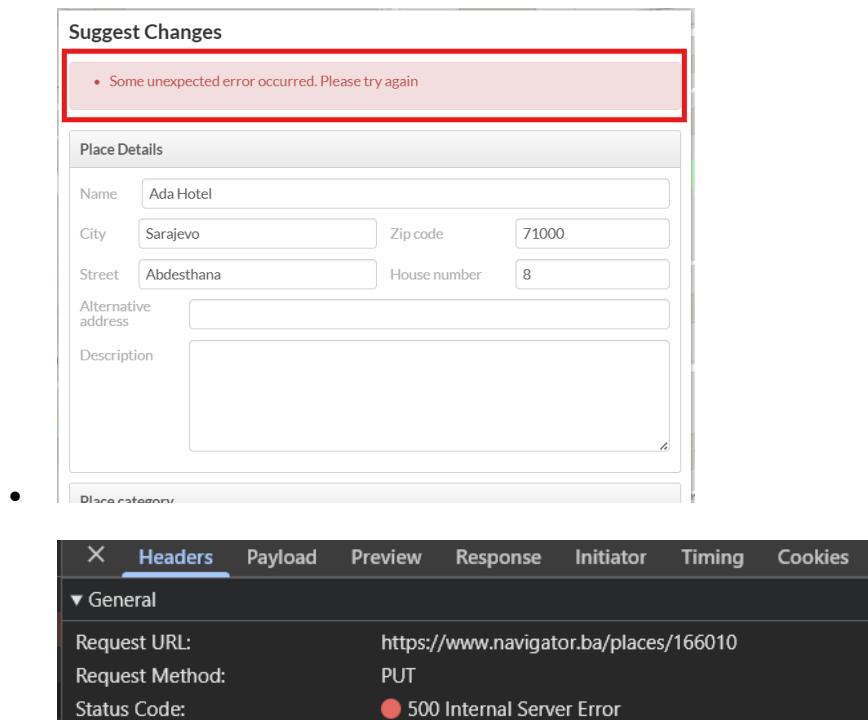 Suggest Changes
• Some unexpected error occurred. Please try again
Place Details
Name Ada Hotel
City Sarajevo Zip code 71000
Street Abdesthana House number 8
Alternative
address
Description
Place category
Headers Payload Preview Response Initiator Timing Cookies
▼ General
Request URL: https://www.navigator.ba/places/166010
Request Method: PUT
Status Code: 500 Internal Server Error